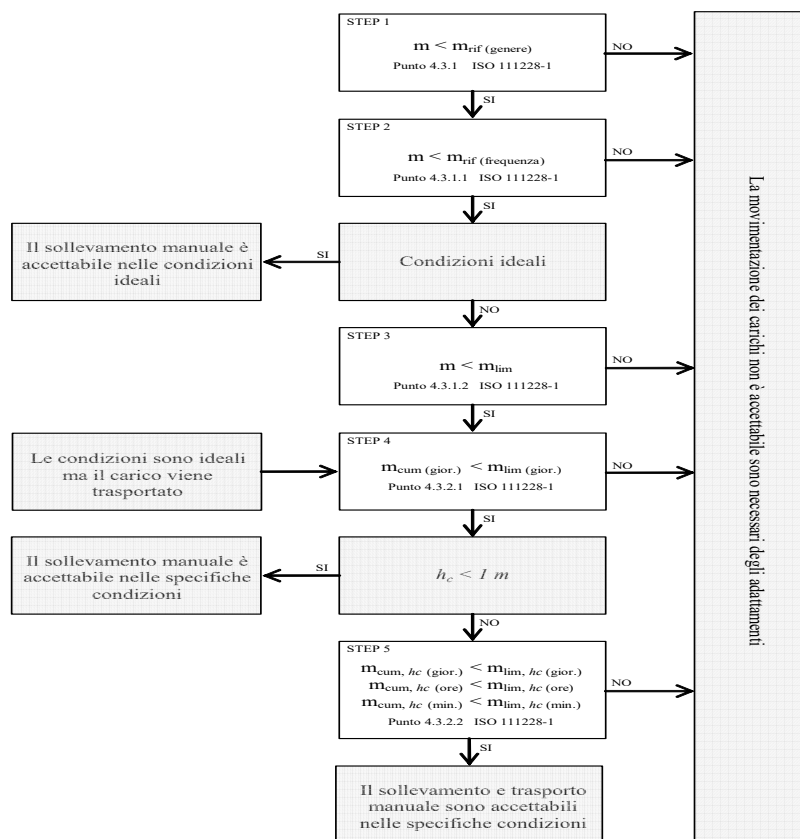 STEP 1
m < mrif (genere)
Punto 4.3.1 ISO 111228-1
NO
SI
STEP 2
m < mrif (frequenza)
Punto 4.3.1.1 ISO 111228-1
NO
SI
Il sollevamento manuale è
accettabile nelle condizioni
ideali
SI
Condizioni ideali
NO
STEP 3
m < mlim
Punto 4.3.1.2 ISO 111228-1
NO
SI
Le condizioni sono ideali
ma il carico viene
trasportato
STEP 4
mcum (gior.) < mlim (gior.)
Punto 4.3.2.1 ISO 111228-1
NO
SI
Il sollevamento manuale è
accettabile nelle specifiche
condizioni
SI
hc < 1 m
NO
STEP 5
mcum, hc (gior.) < mlim, hc (gior.)
mcum, hc (ore) < mlim, hc (ore)
mcum, hc (min.) < mlim, hc (min.)
Punto 4.3.2.2 ISO 111228-1
NO
SI
Il sollevamento e trasporto
manuale sono accettabili
nelle specifiche condizioni
La movimentazione dei carichi non è accettabile sono necessari degli adattamenti